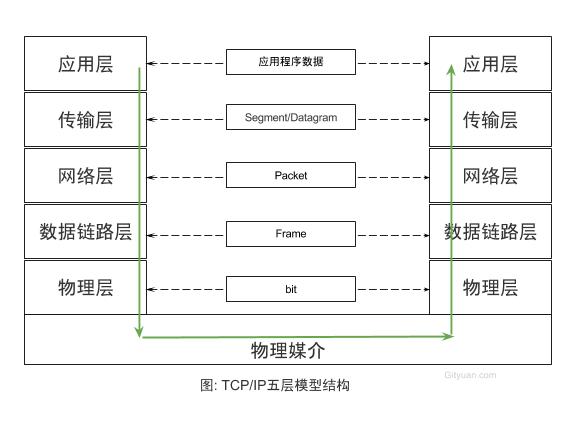 应用层 应用程序数据 应用层
传输层 Segment/Datagram 传输层
网络层 Packet 网络层
数据链路层 Frame 数据链路层
物理层 bit 物理层
物理媒介
Gityuan.com
图: TCP/IP五层模型结构